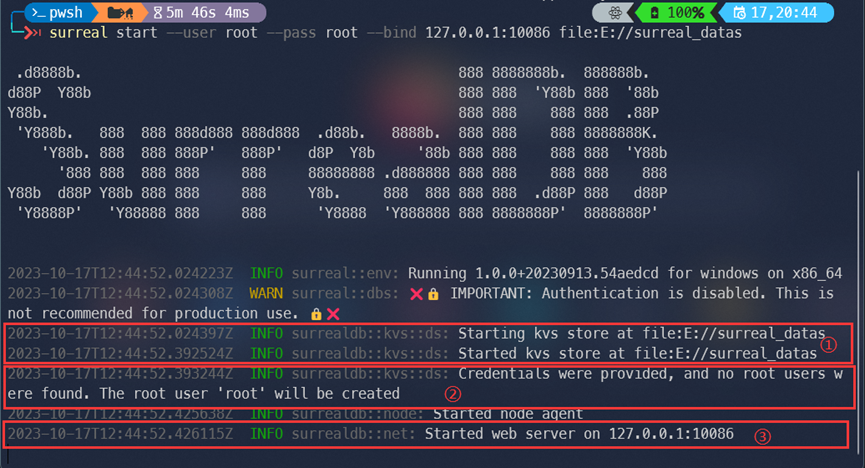 pwsh 5m 46s 4ms 100% 17,20:44
surreal start --user root --pass root --bind 127.0.0.1:10086 file:E://surreal_datas
.d8888b. 888 8888888b. 888888b.
d88P Y88b 888 888 'Y88b 888 '88b
Y88b. 888 888 888 888 .88P
'Y888b. 888 888 888d888 888d888 .d88b. 8888b. 888 888 888 8888888K.
'Y88b. 888 888 888P' 888P' d8P Y8b '88b 888 888 888 888 'Y88b
'888 888 888 888 888 88888888 .d888888 888 888 888 888 888
Y88b d88P Y88b 888 888 888 Y8b. 888 888 888 888 .d88P 888 d88P
'Y8888P' 'Y88888 888 888 'Y8888 'Y888888 888 8888888P' 8888888P'
2023-10-17T12:44:52.024223Z INFO surreal::env: Running 1.0.0+20230913.54aedcd for windows on x86_64
2023-10-17T12:44:52.024308Z WARN surreal::dbs: ❌🔒 IMPORTANT: Authentication is disabled. This is
not recommended for production use. 🔒❌
2023-10-17T12:44:52.024397Z INFO surrealdb::kvs::ds: Starting kvs store at file:E://surreal_datas
①
2023-10-17T12:44:52.392524Z INFO surrealdb::kvs::ds: Started kvs store at file:E://surreal_datas
2023-10-17T12:44:52.393244Z INFO surrealdb::kvs::ds: Credentials were provided, and no root users w
ere found. The root user 'root' will be created ②
2023-10-17T12:44:52.425638Z INFO surrealdb::node: Started node agent
2023-10-17T12:44:52.426115Z INFO surrealdb::net: Started web server on 127.0.0.1:10086 ③